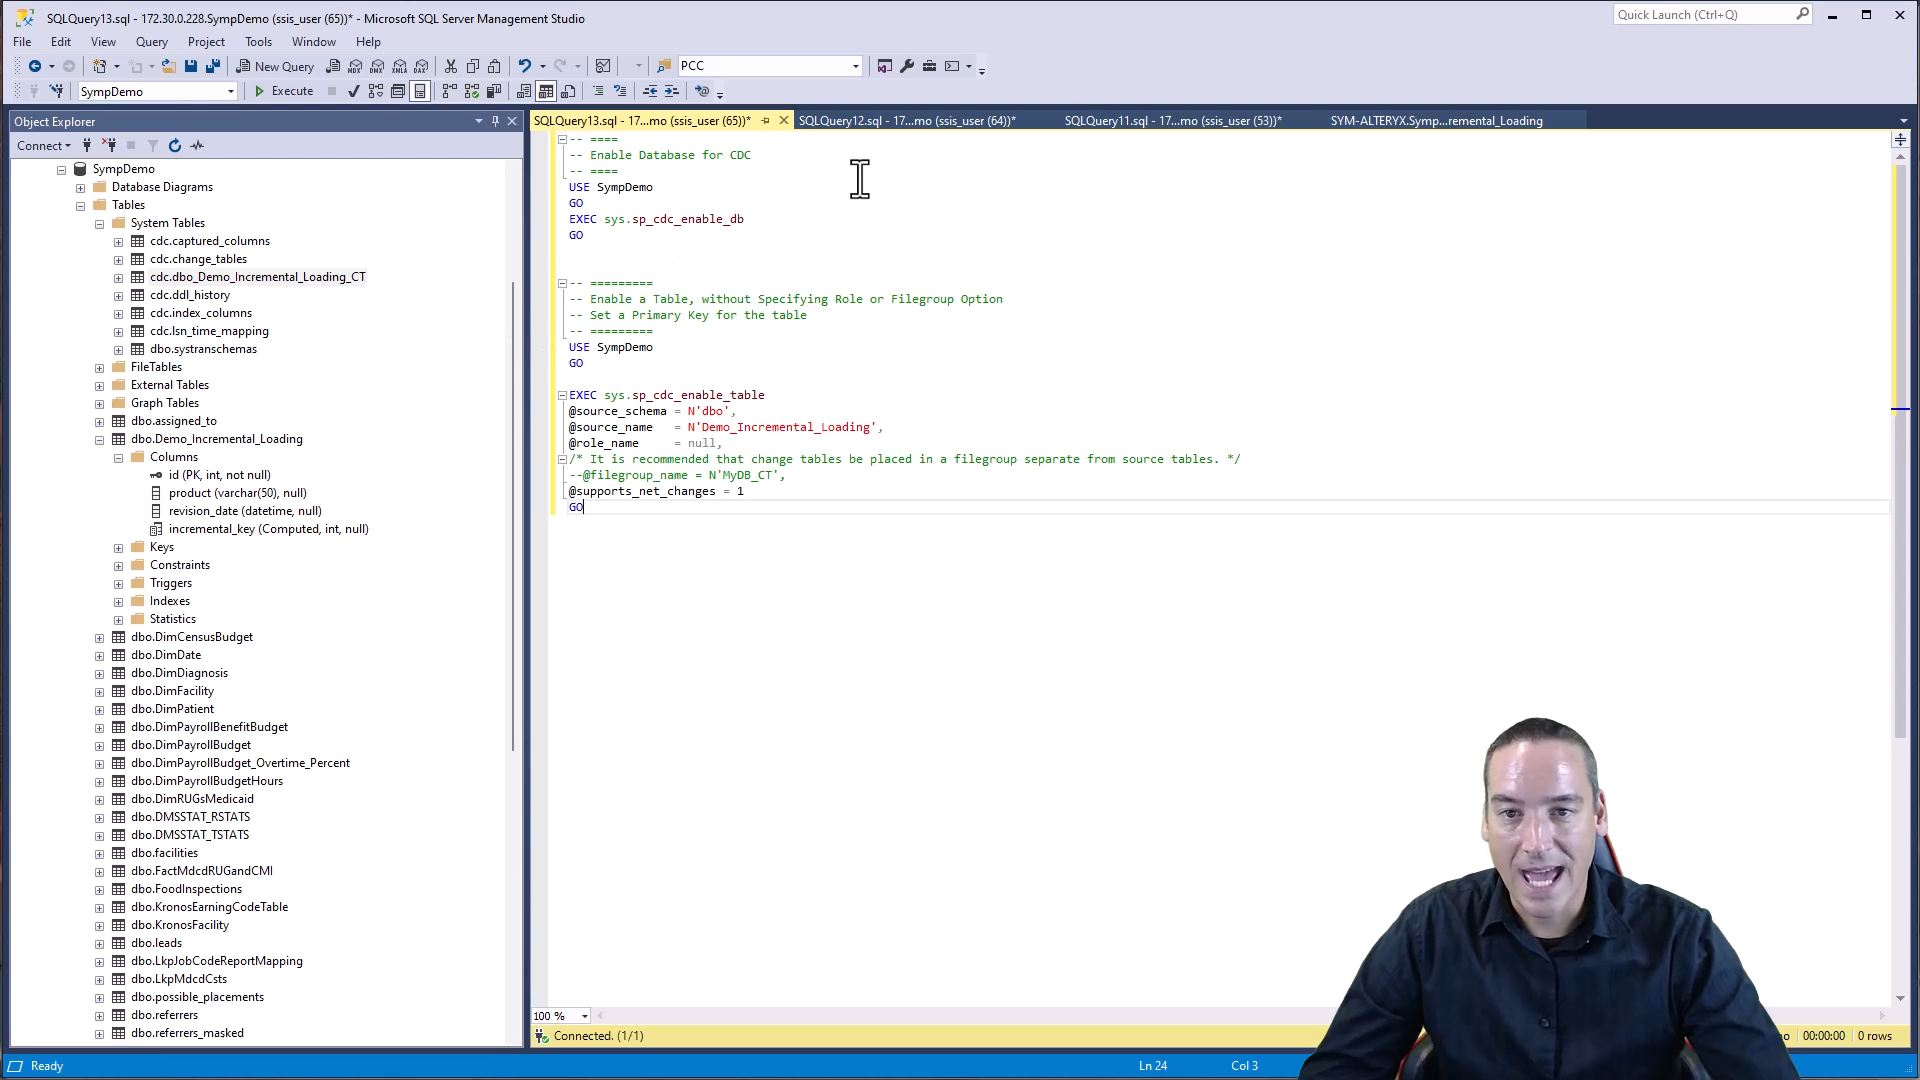 SQLQuery13.sql - 172.30.0.228.SympDemo (ssis_user (65))* - Microsoft SQL Server Management Studio
Quick Launch (Ctrl+Q)
File Edit View Query Project Tools Window Help
New Query MDX DMX XMLA DAX PCC
SympDemo Execute
Object Explorer
Connect
SympDemo
Database Diagrams
Tables
System Tables
cdc.captured_columns
cdc.change_tables
cdc.dbo_Demo_Incremental_Loading_CT
cdc.ddl_history
cdc.index_columns
cdc.lsn_time_mapping
dbo.systranschemas
FileTables
External Tables
Graph Tables
dbo.assigned_to
dbo.Demo_Incremental_Loading
Columns
id (PK, int, not null)
product (varchar(50), null)
revision_date (datetime, null)
incremental_key (Computed, int, null)
Keys
Constraints
Triggers
Indexes
Statistics
dbo.DimCensusBudget
dbo.DimDate
dbo.DimDiagnosis
dbo.DimFacility
dbo.DimPatient
dbo.DimPayrollBenefitBudget
dbo.DimPayrollBudget
dbo.DimPayrollBudget_Overtime_Percent
dbo.DimPayrollBudgetHours
dbo.DimRUGsMedicaid
dbo.DMSSTAT_RSTATS
dbo.DMSSTAT_TSTATS
dbo.facilities
dbo.FactMdcdRUGandCMI
dbo.FoodInspections
dbo.KronosEarningCodeTable
dbo.KronosFacility
dbo.leads
dbo.LkpJobCodeReportMapping
dbo.LkpMdcdCsts
dbo.possible_placements
dbo.referrers
dbo.referrers_masked
SQLQuery13.sql - 17...mo (ssis_user (65))* SQLQuery12.sql - 17...mo (ssis_user (64))* SQLQuery11.sql - 17...mo (ssis_user (53))* SYM-ALTERYX.Symp...remental_Loading
-- ====
-- Enable Database for CDC
-- ====
USE SympDemo
GO
EXEC sys.sp_cdc_enable_db
GO
-- =========
-- Enable a Table, without Specifying Role or Filegroup Option
-- Set a Primary Key for the table
-- =========
USE SympDemo
GO
EXEC sys.sp_cdc_enable_table
@source_schema = N'dbo',
@source_name = N'Demo_Incremental_Loading',
@role_name = null,
/* It is recommended that change tables be placed in a filegroup separate from source tables. */
--@filegroup_name = N'MyDB_CT',
@supports_net_changes = 1
GO
100 %
Connected. (1/1) 00:00:00 0 rows
Ready Ln 24 Col 3